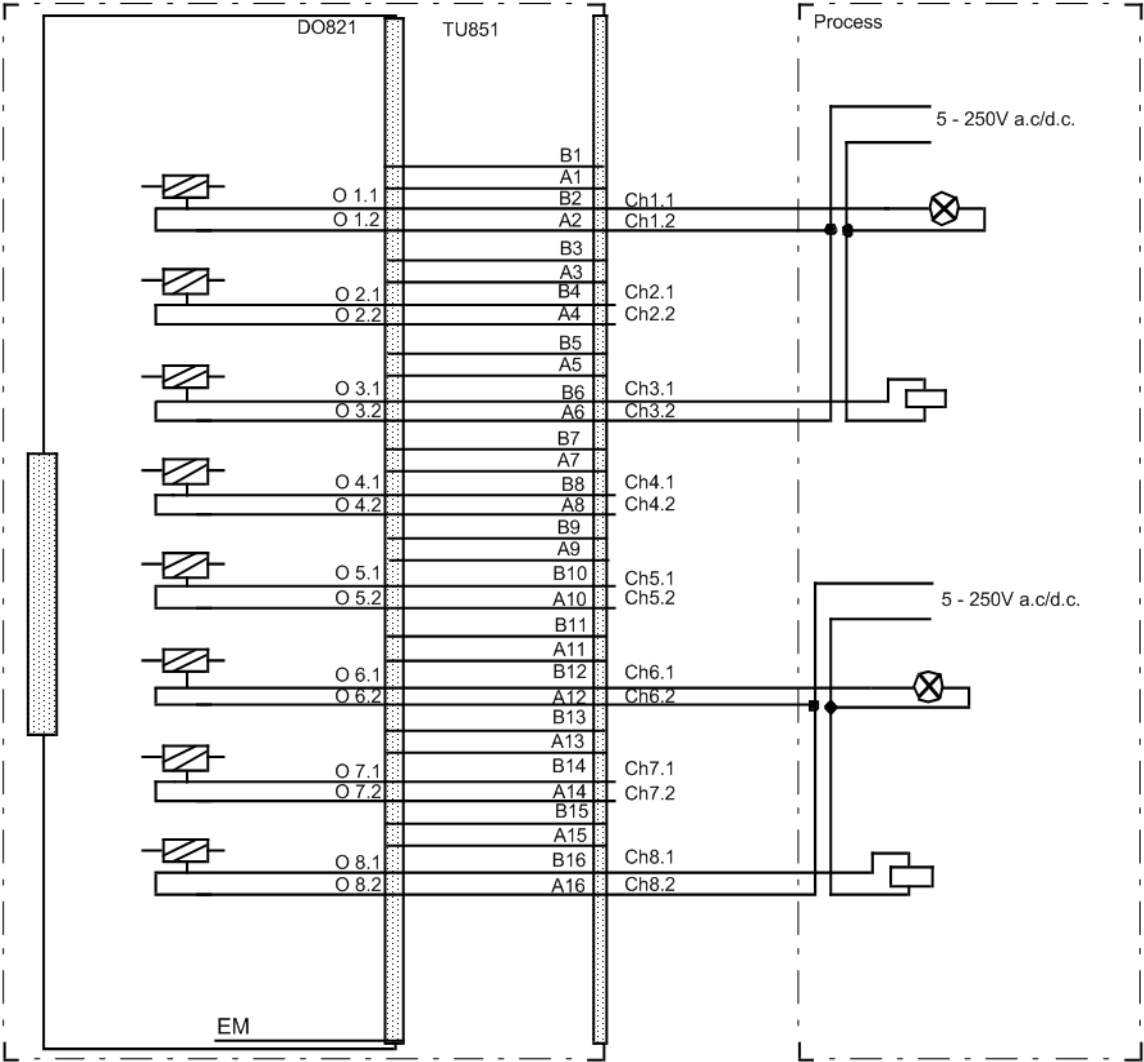 DO821
TU851
Process
5 - 250V a.c/d.c.
B1
A1
O 1.1
B2
Ch1.1
O 1.2
A2
Ch1.2
B3
A3
O 2.1
B4
Ch2.1
O 2.2
A4
Ch2.2
B5
A5
O 3.1
B6
Ch3.1
O 3.2
A6
Ch3.2
B7
A7
O 4.1
B8
Ch4.1
O 4.2
A8
Ch4.2
B9
A9
O 5.1
B10
Ch5.1
O 5.2
A10
Ch5.2
5 - 250V a.c/d.c.
B11
A11
O 6.1
B12
Ch6.1
O 6.2
A12
Ch6.2
B13
A13
O 7.1
B14
Ch7.1
O 7.2
A14
Ch7.2
B15
A15
O 8.1
B16
Ch8.1
O 8.2
A16
Ch8.2
EM